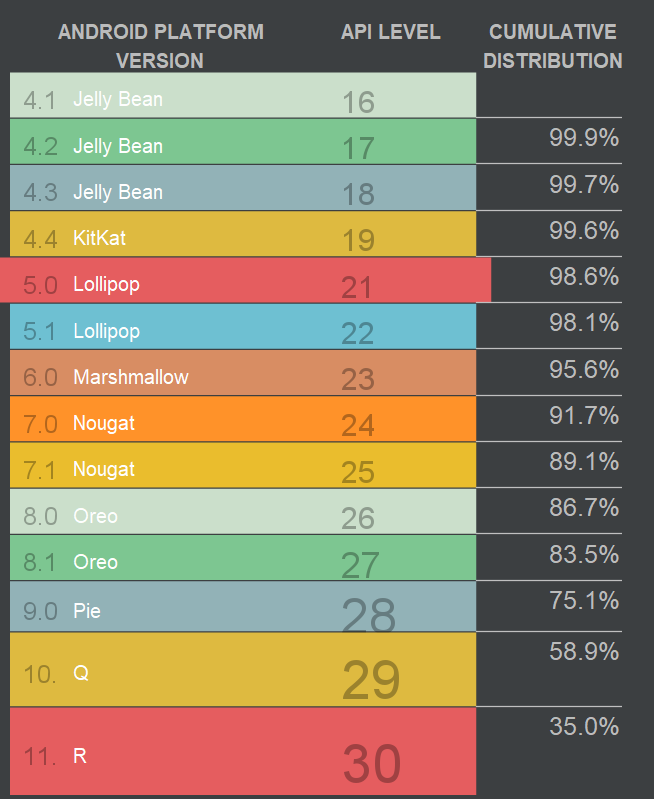 ANDROID PLATFORM VERSION API LEVEL CUMULATIVE DISTRIBUTION
4.1 Jelly Bean 16
4.2 Jelly Bean 17 99.9%
4.3 Jelly Bean 18 99.7%
4.4 KitKat 19 99.6%
5.0 Lollipop 21 98.6%
5.1 Lollipop 22 98.1%
6.0 Marshmallow 23 95.6%
7.0 Nougat 24 91.7%
7.1 Nougat 25 89.1%
8.0 Oreo 26 86.7%
8.1 Oreo 27 83.5%
9.0 Pie 28 75.1%
10. Q 29 58.9%
11. R 30 35.0%